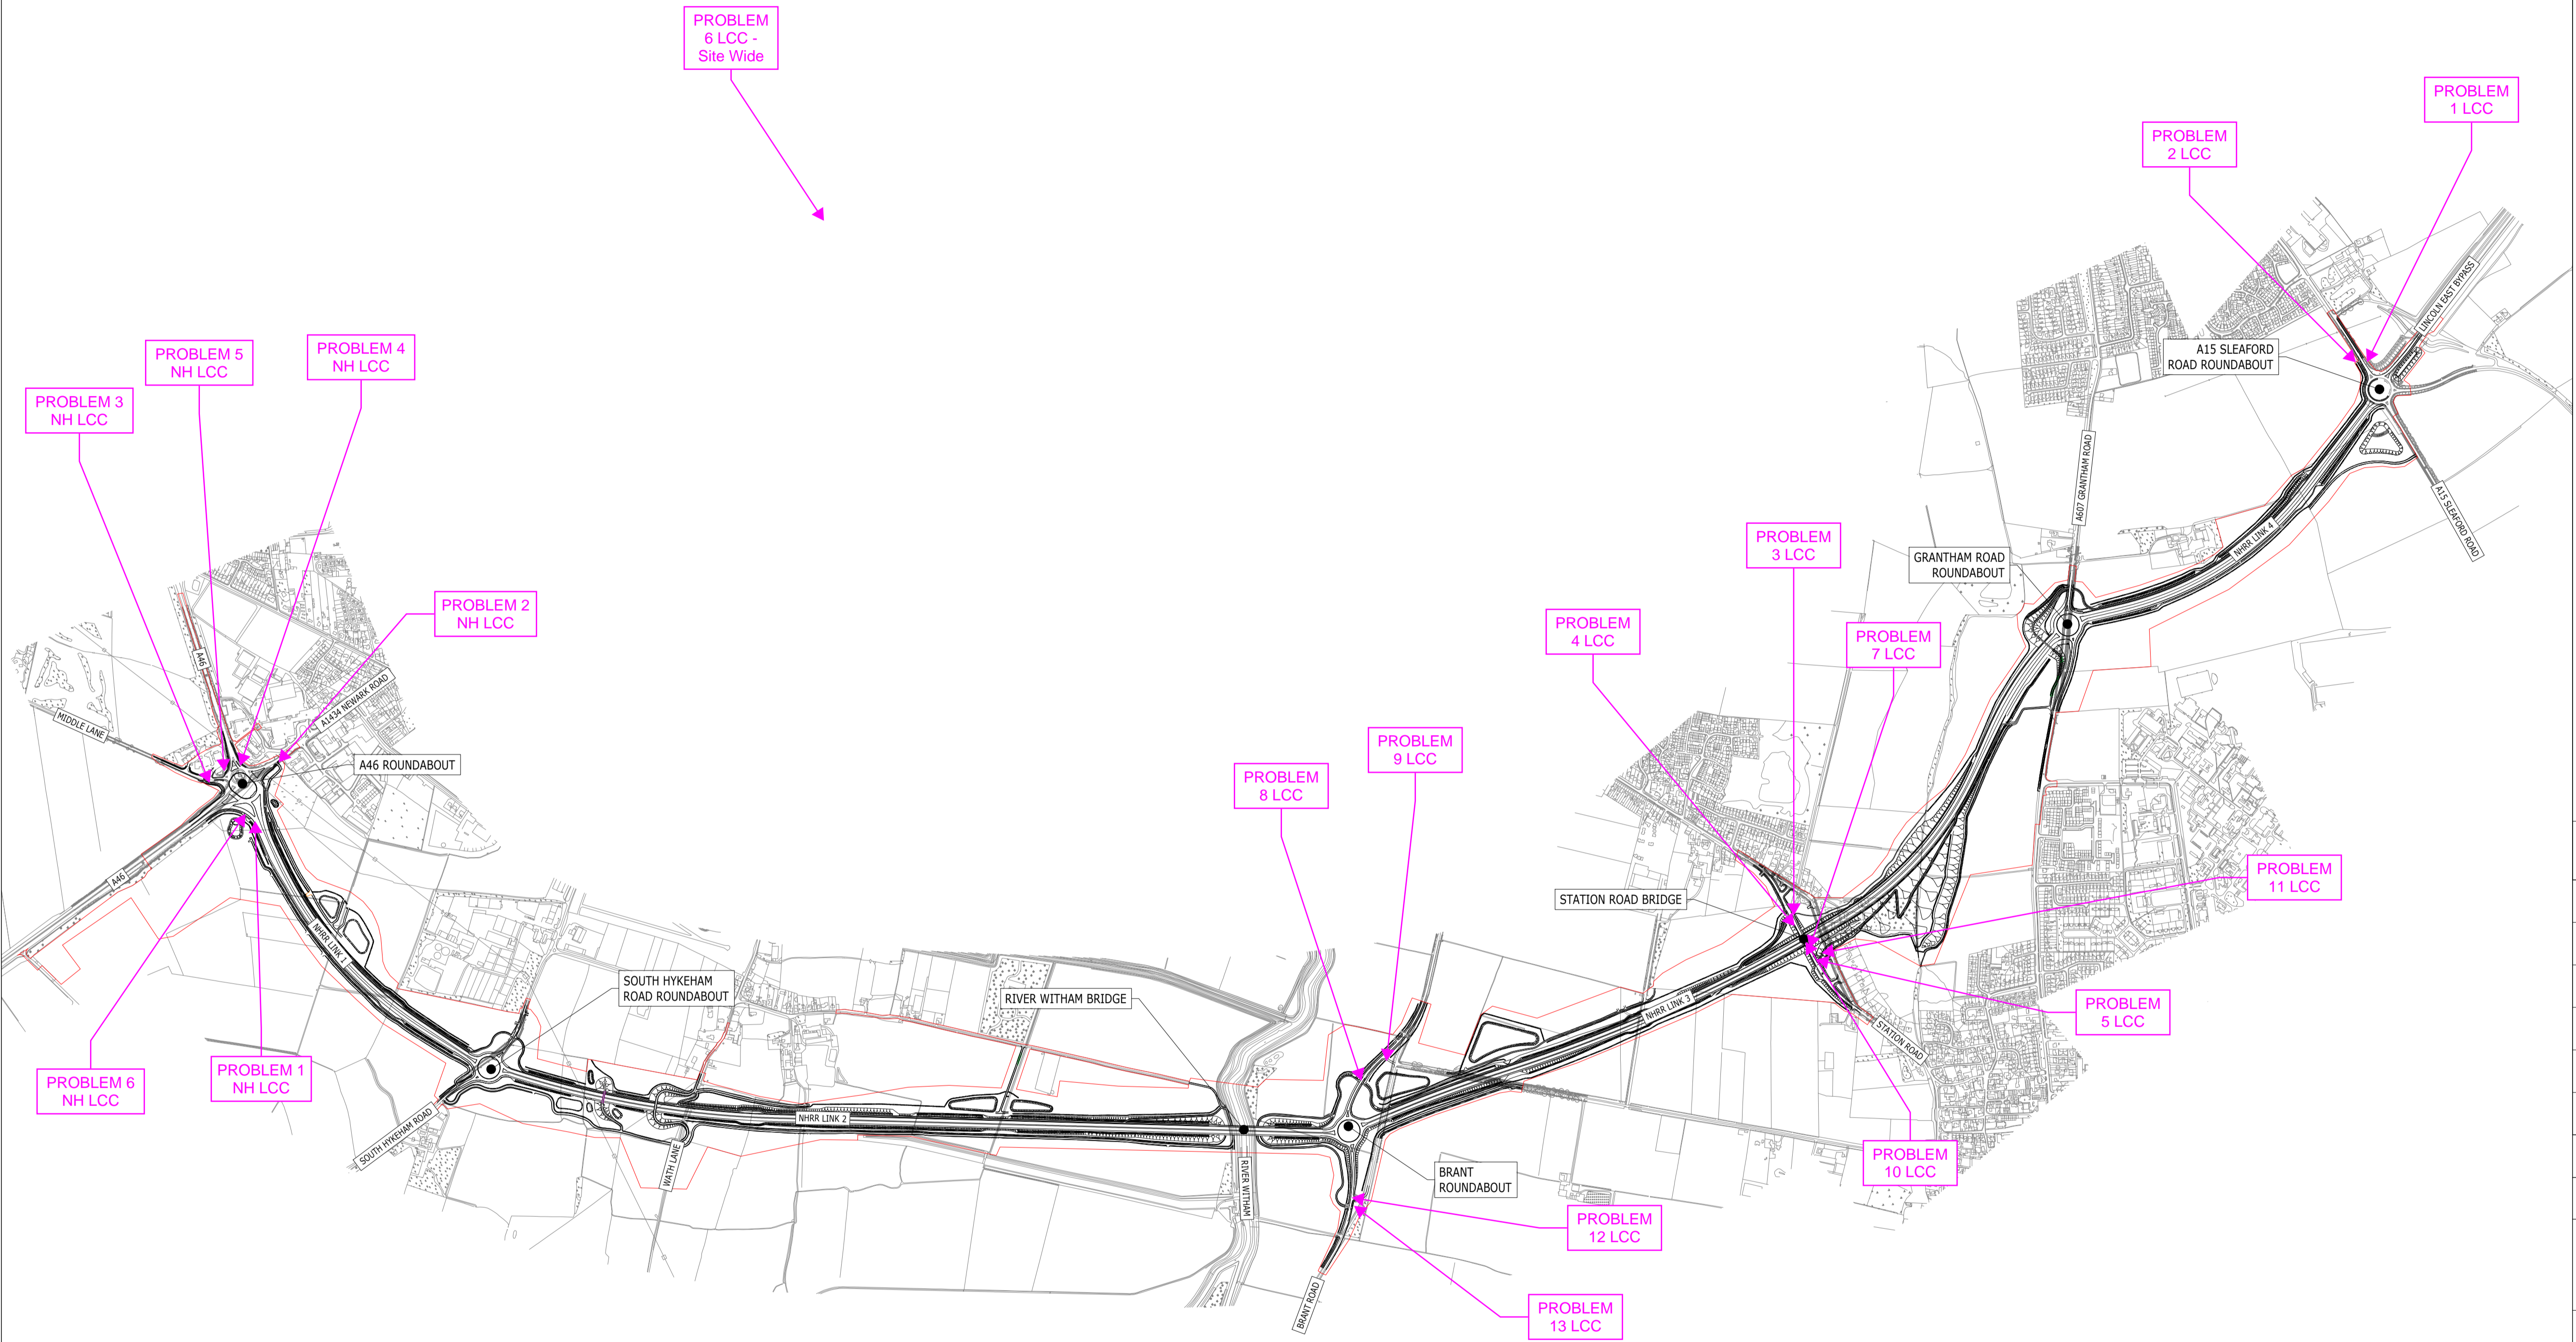 PROBLEM
6 LCC -
Site Wide
PROBLEM
1 LCC
PROBLEM
2 LCC
LINCOLN EAST BYPASS
A15 SLEAFORD
ROAD ROUNDABOUT
PROBLEM 5
NH LCC
PROBLEM 4
NH LCC
PROBLEM 3
NH LCC
A607 GRANTHAM ROAD
A15 SLEAFORD ROAD
NHRR LINK 4
PROBLEM
3 LCC
GRANTHAM ROAD
ROUNDABOUT
PROBLEM 2
NH LCC
PROBLEM
4 LCC
PROBLEM
7 LCC
A46
A1434 NEWARK ROAD
MIDDLE LANE
A46 ROUNDABOUT
PROBLEM
9 LCC
PROBLEM
8 LCC
A46
PROBLEM
11 LCC
STATION ROAD BRIDGE
NHRR LINK 1
SOUTH HYKEHAM
ROAD ROUNDABOUT
RIVER WITHAM BRIDGE
NHRR LINK 3
PROBLEM
5 LCC
STATION ROAD
PROBLEM 6
NH LCC
PROBLEM 1
NH LCC
NHRR LINK 2
SOUTH HYKEHAM ROAD
WATH LANE
RIVER WITHAM
BRANT
ROUNDABOUT
PROBLEM
10 LCC
PROBLEM
12 LCC
BRANT ROAD
PROBLEM
13 LCC